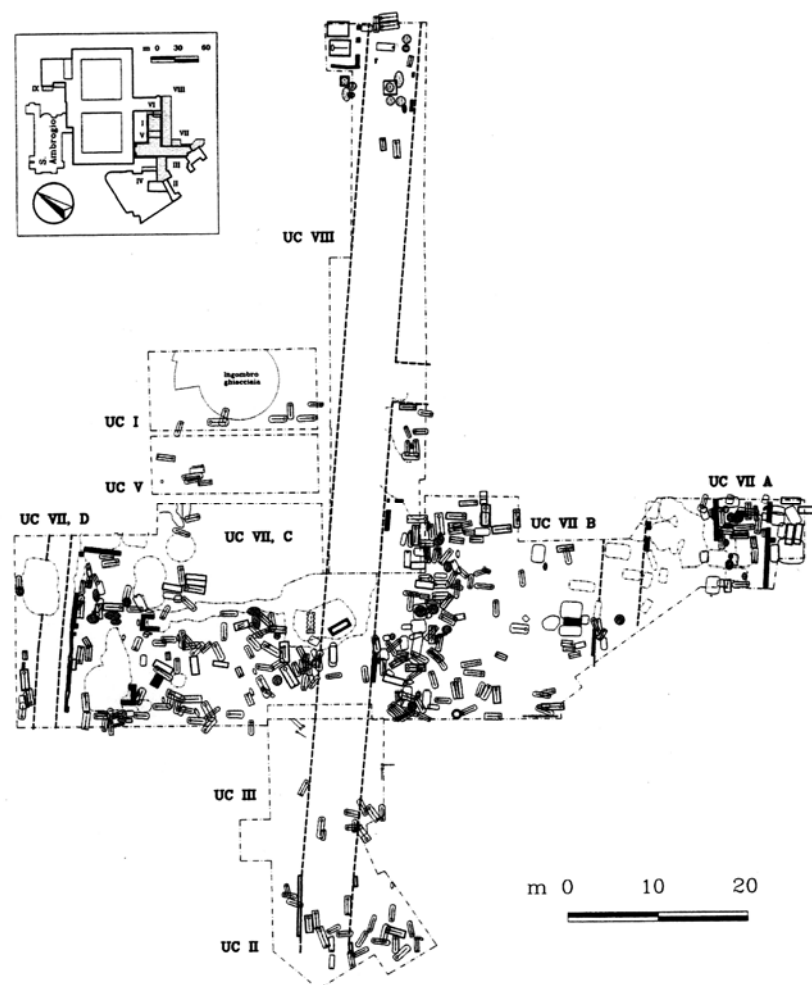 m 0 30 60
IX
VIII
VI
I
V
VII
S. Ambrogio
III
IV
II
UC VIII
Ingombro
ghiacciaia
UC I
UC V
UC VII A
UC VII, D
UC VII, C
UC VII B
UC III
m 0 10 20
UC II